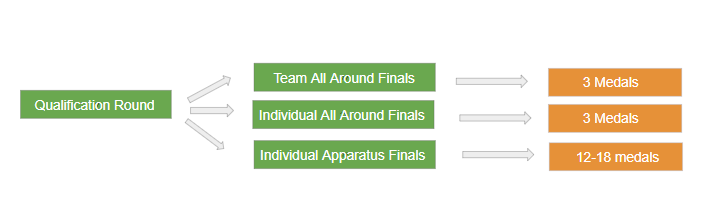 Qualification Round
Team All Around Finals
3 Medals
Individual All Around Finals
3 Medals
Individual Apparatus Finals
12-18 medals